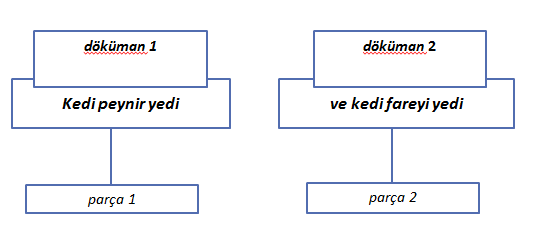 döküman 1
Kedi peynir yedi
parça 1
döküman 2
ve kedi fareyi yedi
parça 2